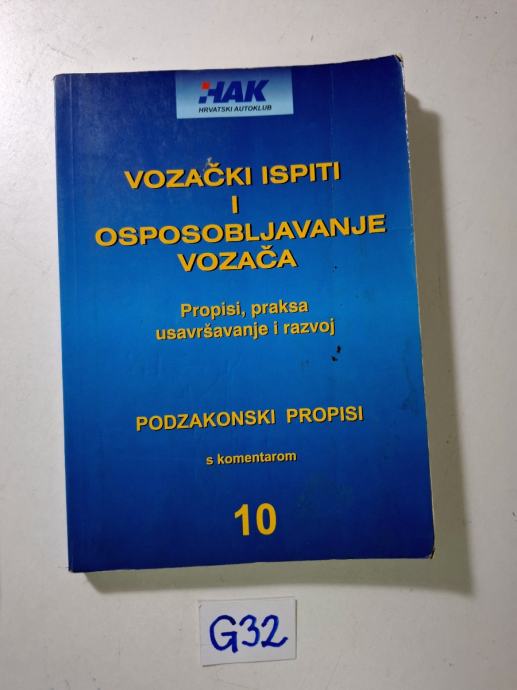 HAK
HRVATSKI AUTOKLUB
VOZAČKI ISPITI
I
OSPOSOBLJAVANJE
VOZAČA
Propisi, praksa
usavršavanje i razvoj
PODZAKONSKI PROPISI
s komentarom
10
G32